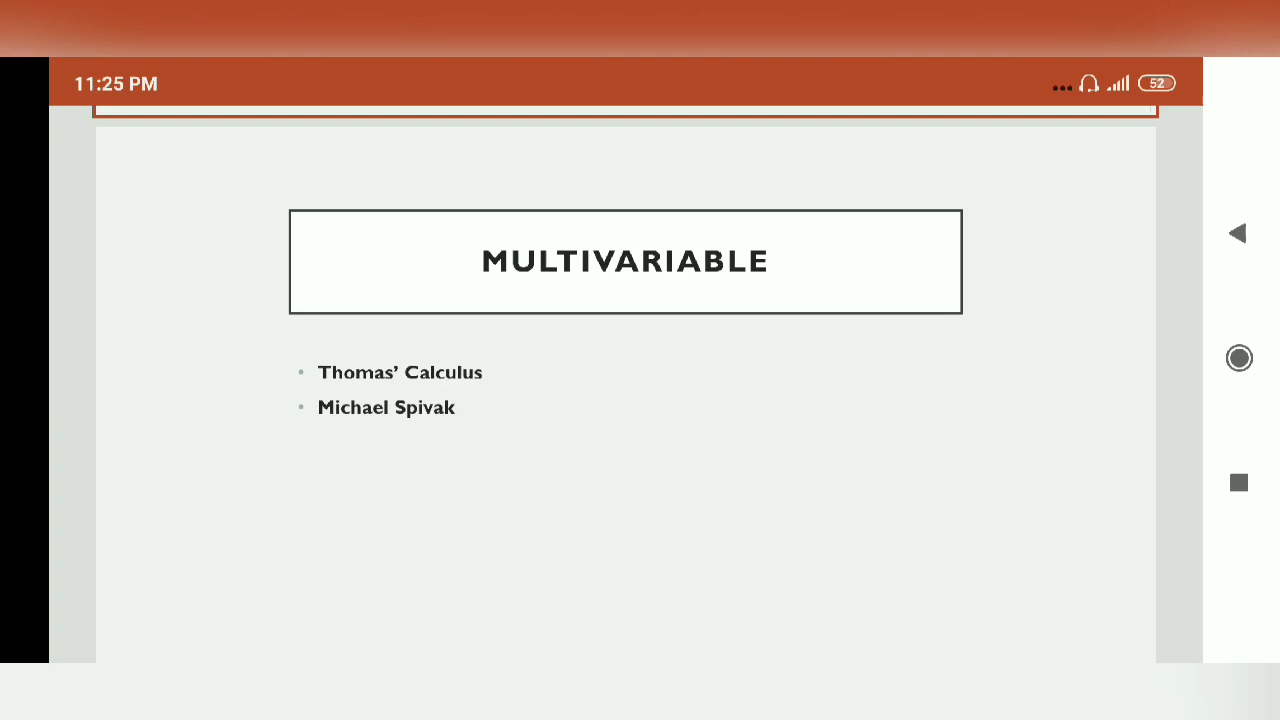 11:25 PM
52
MULTIVARIABLE
• Thomas’ Calculus
• Michael Spivak